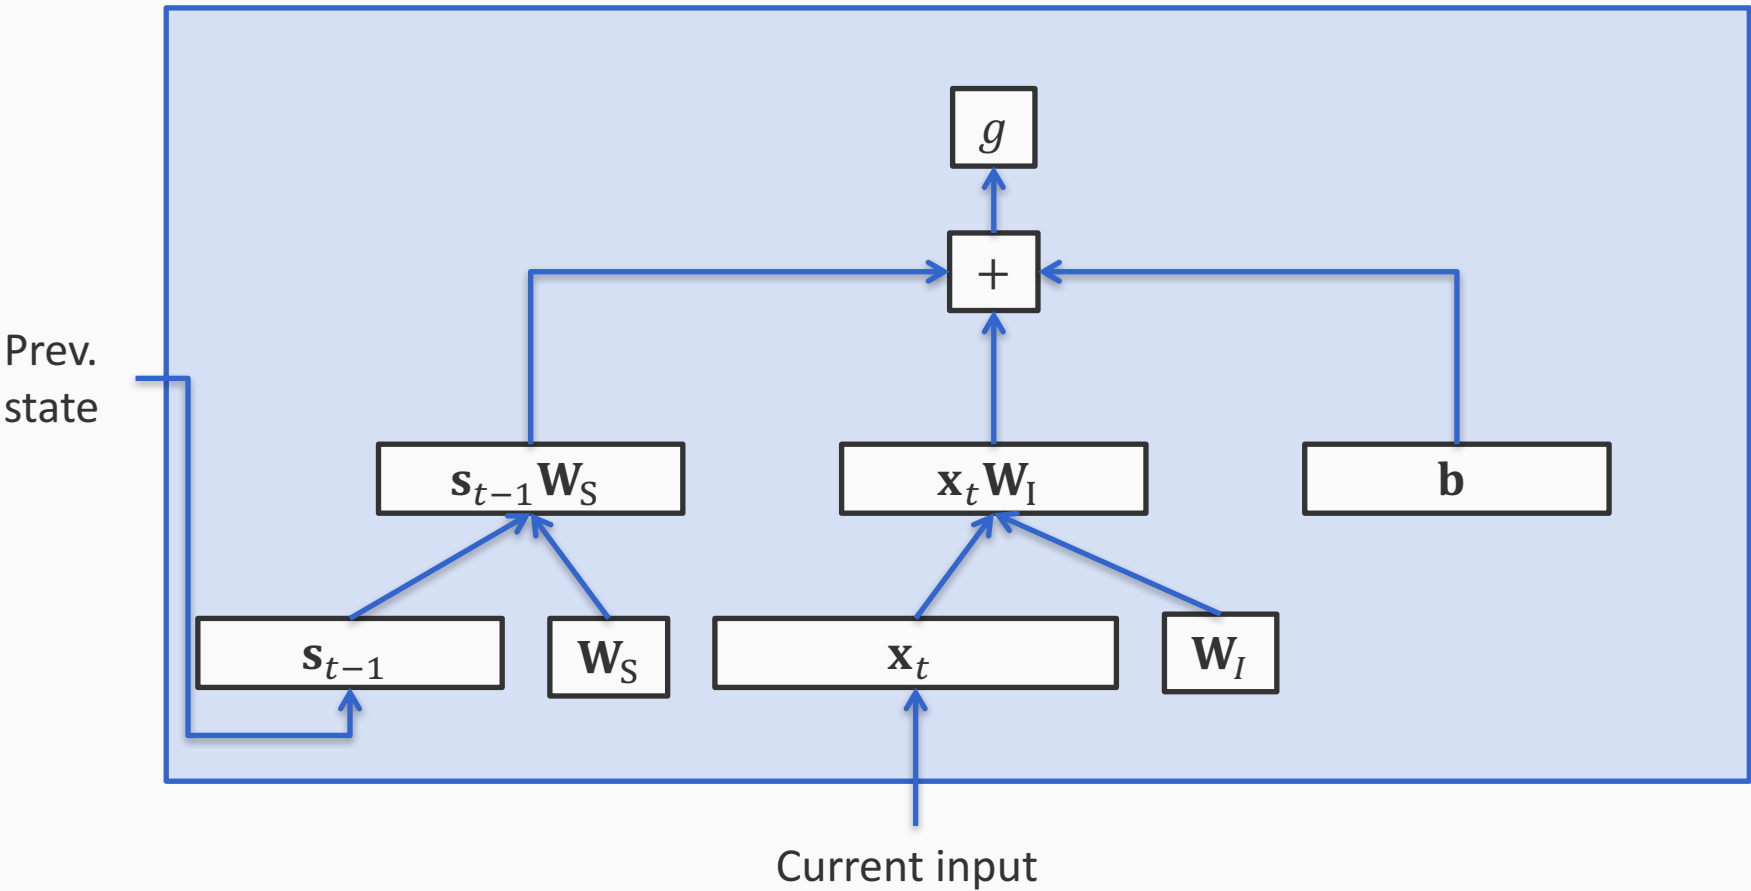 g
+
Prev.
state
s_{t−1}W_S
x_tW_I
b
s_{t−1}
W_S
x_t
W_I
Current input